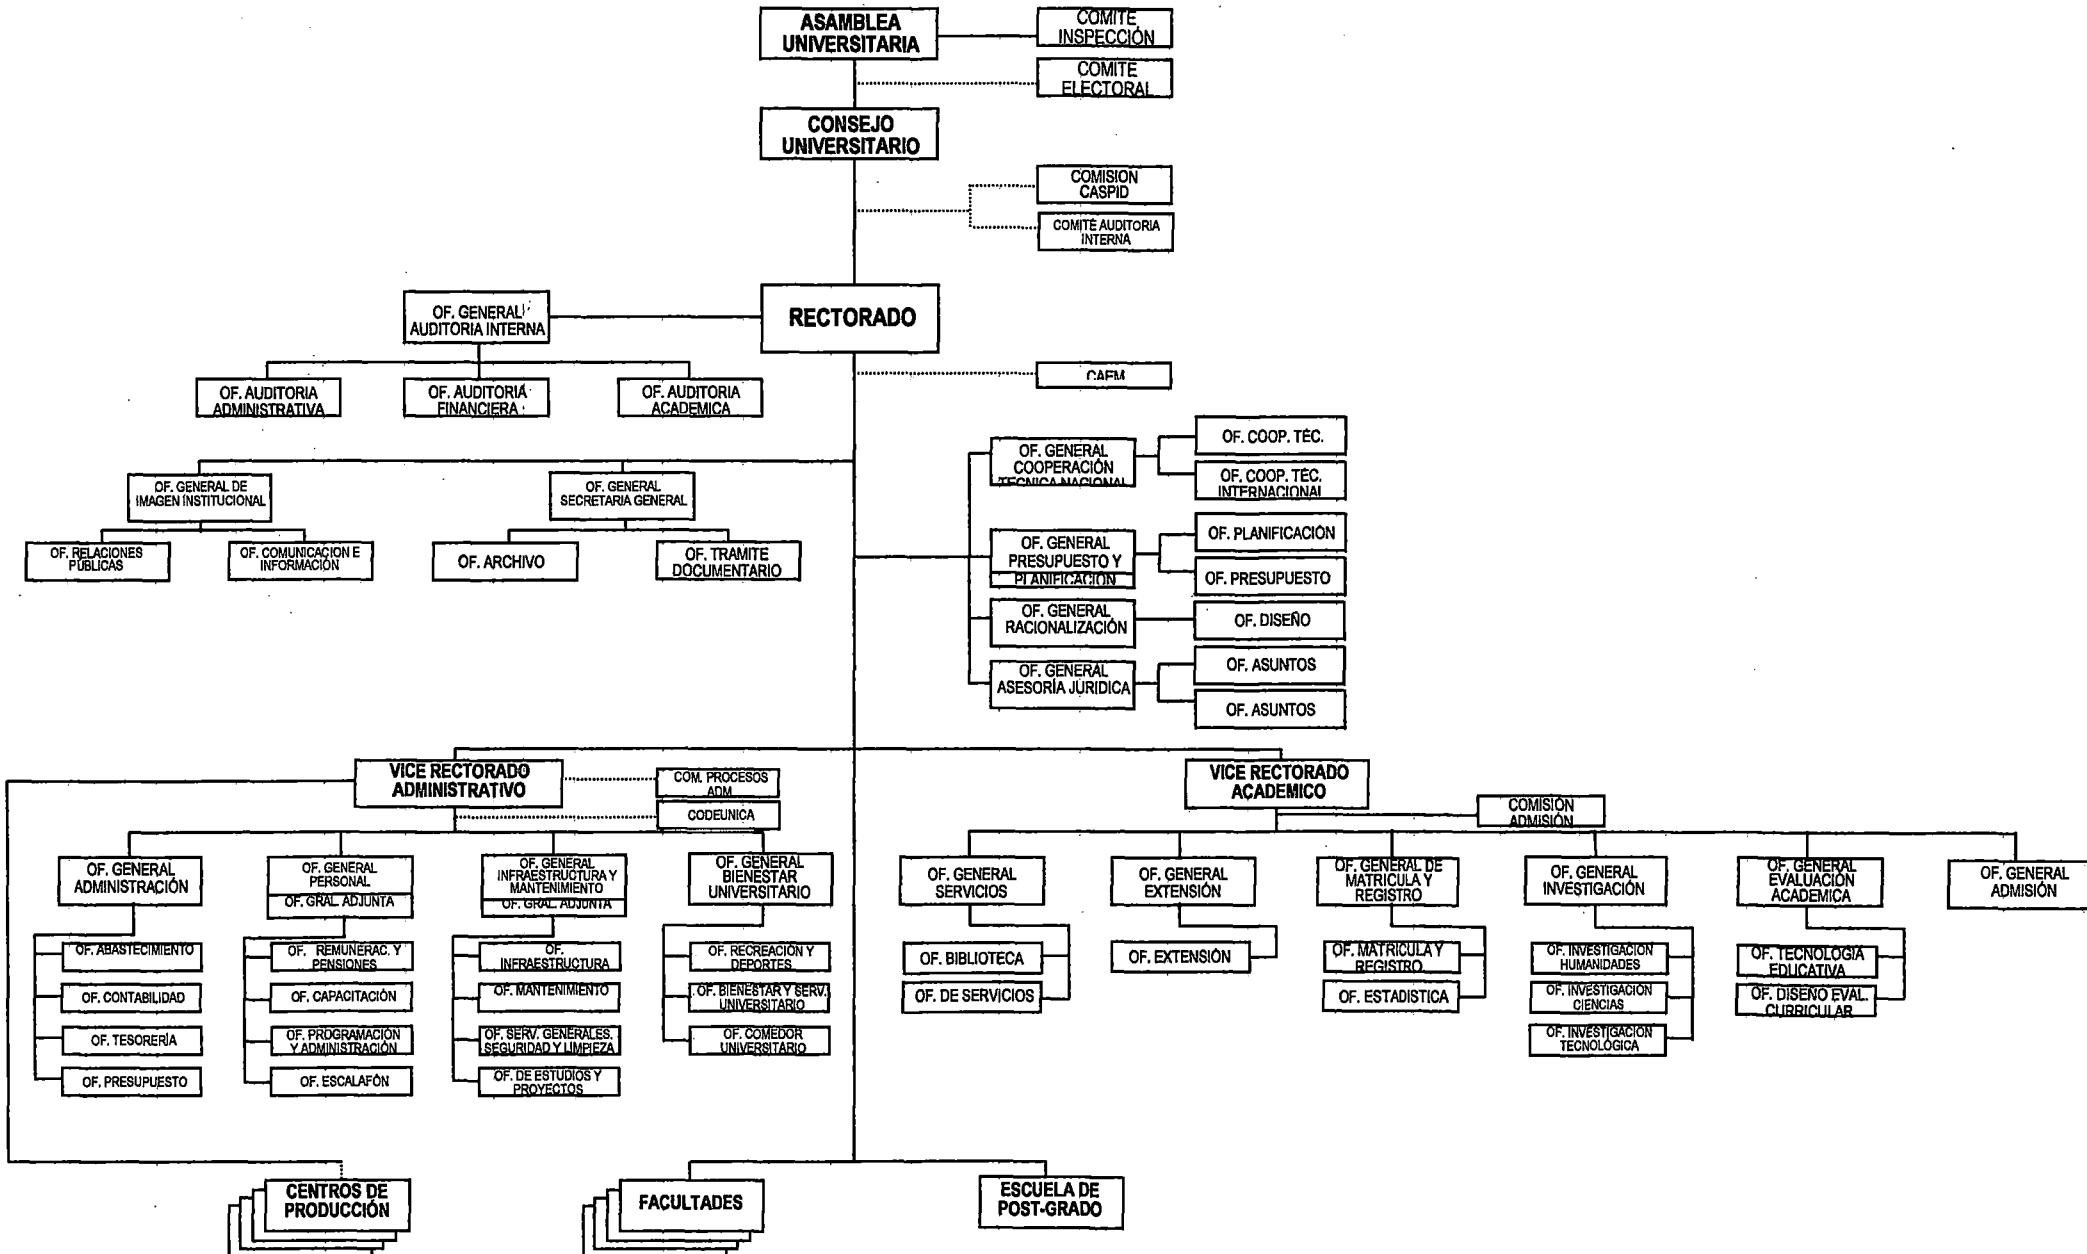 ASAMBLEA
UNIVERSITARIA
COMITE
INSPECCIÓN
COMITE
ELECTORAL
CONSEJO
UNIVERSITARIO
COMISION
CASPID
COMITÉ AUDITORIA
INTERNA
OF. GENERAL
AUDITORIA INTERNA
RECTORADO
OF. AUDITORIA
ADMINISTRATIVA
OF. AUDITORIA
FINANCIERA
OF. AUDITORIA
ACADEMICA
CAFM
OF. GENERAL DE
IMAGEN INSTITUCIONAL
OF. GENERAL
SECRETARIA GENERAL
OF. RELACIONES
PÚBLICAS
OF. COMUNICACION E
INFORMACIÓN
OF. ARCHIVO
OF. TRAMITE
DOCUMENTARIO
OF. GENERAL
COOPERACIÓN
TECNICA NACIONAL
OF. COOP. TÉC.
OF. COOP. TÉC.
INTERNACIONAL
OF. GENERAL
PRESUPUESTO Y
PLANIFICACIÓN
OF. PLANIFICACIÓN
OF. PRESUPUESTO
OF. GENERAL
RACIONALIZACIÓN
OF. DISEÑO
OF. GENERAL
ASESORÍA JURIDICA
OF. ASUNTOS
OF. ASUNTOS
VICE RECTORADO
ADMINISTRATIVO
COM. PROCESOS
ADM
CODEUNICA
VICE RECTORADO
ACADEMICO
COMISIÓN
ADMISIÓN
OF. GENERAL
ADMINISTRACIÓN
OF. GENERAL
PERSONAL
OF. GRAL. ADJUNTA
OF. GENERAL
INFRAESTRUCTURA Y
MANTENIMIENTO
OF. GRAL. ADJUNTA
OF. GENERAL
BIENESTAR
UNIVERSITARIO
OF. GENERAL
SERVICIOS
OF. GENERAL
EXTENSIÓN
OF. GENERAL DE
MATRICULA Y
REGISTRO
OF. GENERAL
INVESTIGACIÓN
OF. GENERAL
EVALUACIÓN
ACADEMICA
OF. GENERAL
ADMISIÓN
OF. ABASTECIMIENTO
OF. CONTABILIDAD
OF. TESORERÍA
OF. PRESUPUESTO
OF. REMUNERAC. Y
PENSIONES
OF. CAPACITACIÓN
OF. PROGRAMACIÓN
Y ADMINISTRACIÓN
OF. ESCALAFÓN
OF.
INFRAESTRUCTURA
OF. MANTENIMIENTO
OF. SERV. GENERALES,
SEGURIDAD Y LIMPIEZA
OF. DE ESTUDIOS Y
PROYECTOS
OF. RECREACIÓN Y
DEPORTES
OF. BIENESTAR Y SERV.
UNIVERSITARIO
OF. COMEDOR
UNIVERSITARIO
OF. BIBLIOTECA
OF. DE SERVICIOS
OF. EXTENSIÓN
OF. MATRICULA Y
REGISTRO
OF. ESTADISTICA
OF. INVESTIGACION
HUMANIDADES
OF. INVESTIGACIÓN
CIENCIAS
OF. INVESTIGACION
TECNOLÓGICA
OF. TECNOLOGÍA
EDUCATIVA
OF. DISEÑO EVAL.
CURRICULAR
CENTROS DE
PRODUCCIÓN
FACULTADES
ESCUELA DE
POST-GRADO